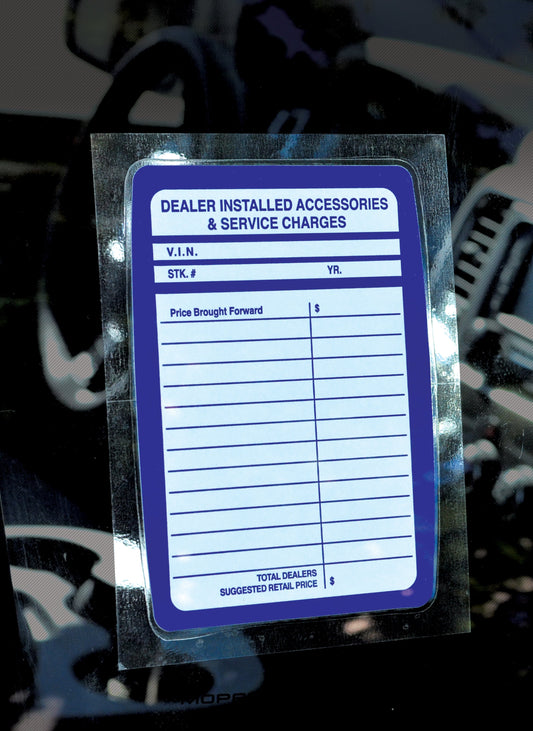 DEALER INSTALLED ACCESSORIES
& SERVICE CHARGES
V.I.N.
STK. # YR.
Price Brought Forward $
TOTAL DEALERS
SUGGESTED RETAIL PRICE $